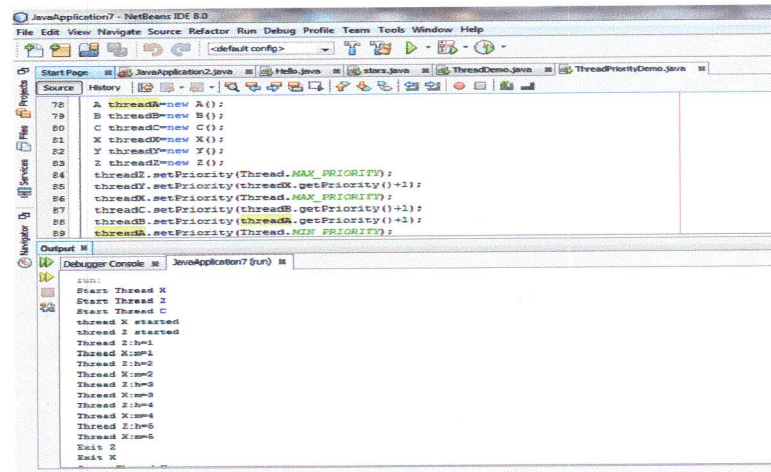 JavaApplication7 - NetBeans IDE 8.0
File Edit View Navigate Source Refactor Run Debug Profile Team Tools Window Help
<default config>
Start Page JavaApplication2.java Hello.java stars.java ThreadDemo.java ThreadPriorityDemo.java
Source History
Projects
Files
Services
Navigator
78 A threadA=new A();
79 B threadB=new B();
80 C threadC=new C();
81 X threadX=new X();
82 Y threadY=new Y();
83 Z threadZ=new Z();
84 threadZ.setPriority(Thread.MAX_PRIORITY);
85 threadY.setPriority(threadX.getPriority()+1);
86 threadX.setPriority(Thread.MAX_PRIORITY);
87 threadC.setPriority(threadB.getPriority()+1);
88 threadB.setPriority(threadA.getPriority()+1);
89 threadA.setPriority(Thread.MIN_PRIORITY);
Output
Debugger Console JavaApplication7 (run)
run:
Start Thread X
Start Thread Z
Start Thread C
thread X started
thread Z started
Thread Z:h=1
Thread X:m=1
Thread Z:h=2
Thread X:m=2
Thread Z:h=3
Thread X:m=3
Thread Z:h=4
Thread X:m=4
Thread Z:h=5
Thread X:m=5
Exit Z
Exit X